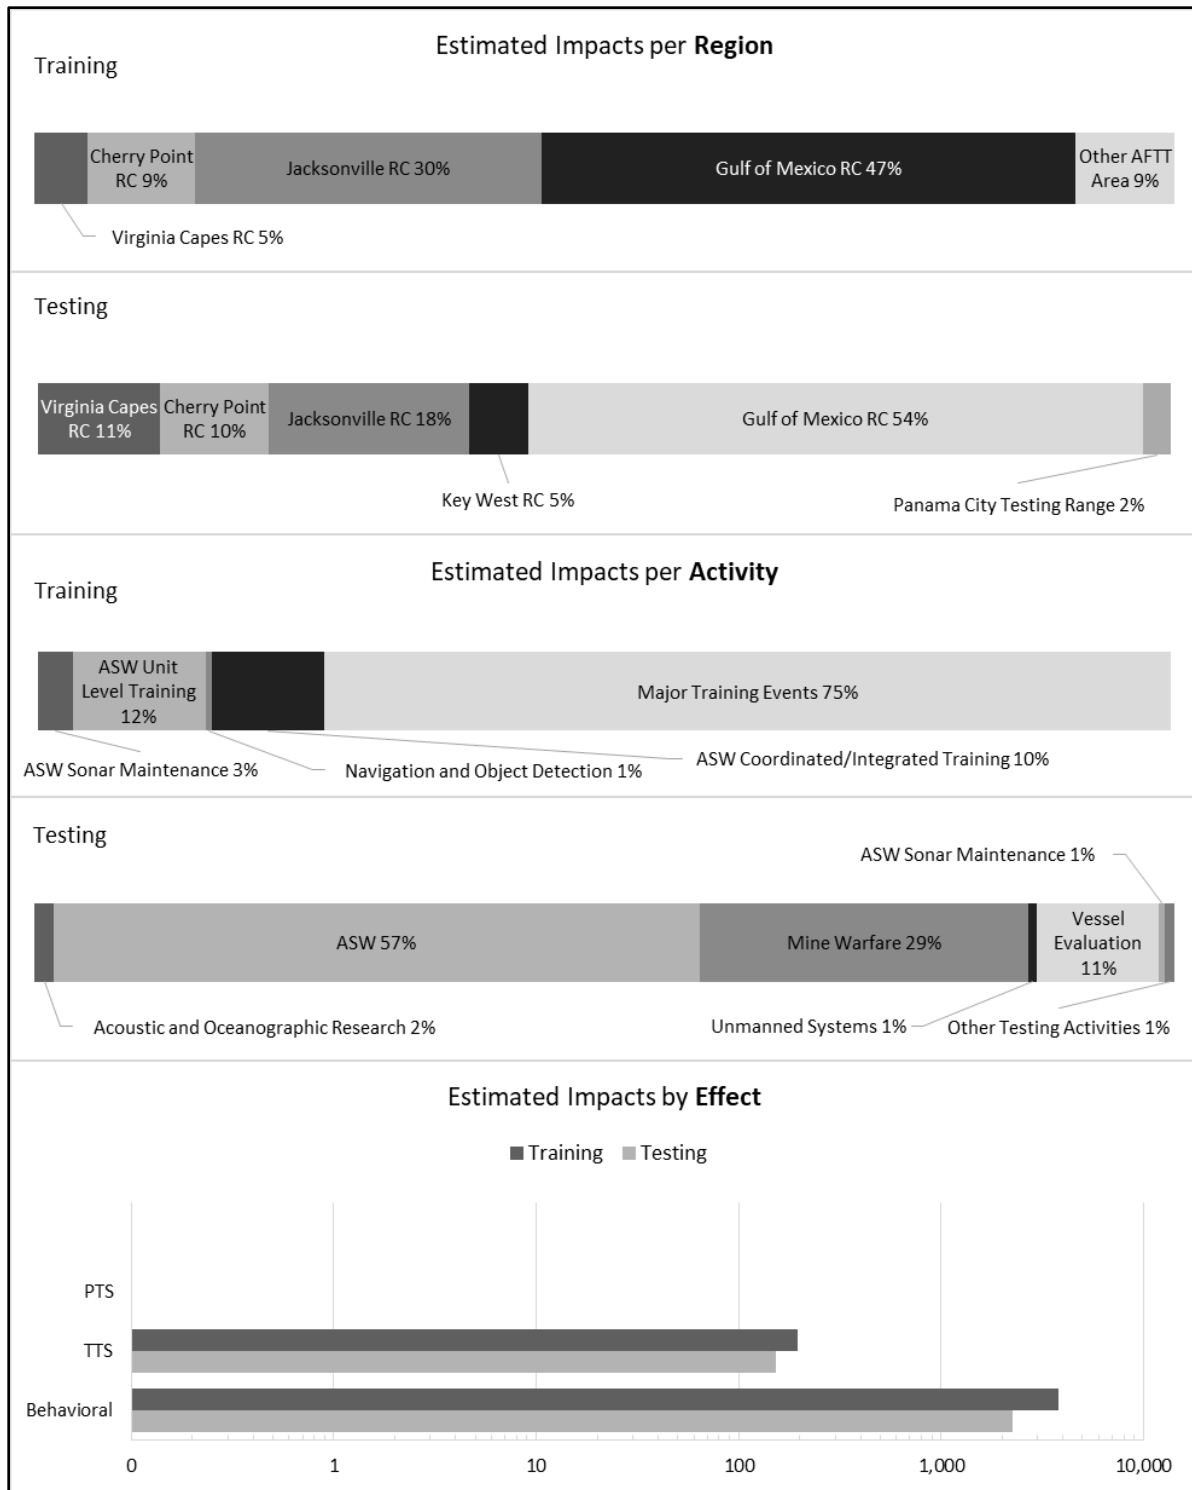 Estimated Impacts per Region
Training
Cherry Point
RC 9%
Jacksonville RC 30%
Gulf of Mexico RC 47%
Other AFTT
Area 9%
Virginia Capes RC 5%
Testing
Virginia Capes
RC 11%
Cherry Point
RC 10%
Jacksonville RC 18%
Gulf of Mexico RC 54%
Key West RC 5%
Panama City Testing Range 2%
Estimated Impacts per Activity
Training
ASW Unit
Level Training
12%
Major Training Events 75%
ASW Sonar Maintenance 3%
Navigation and Object Detection 1%
ASW Coordinated/Integrated Training 10%
Testing
ASW Sonar Maintenance 1%
ASW 57%
Mine Warfare 29%
Vessel
Evaluation
11%
Acoustic and Oceanographic Research 2%
Unmanned Systems 1%
Other Testing Activities 1%
Estimated Impacts by Effect
Training Testing
PTS
TTS
Behavioral
0 1 10 100 1,000 10,000